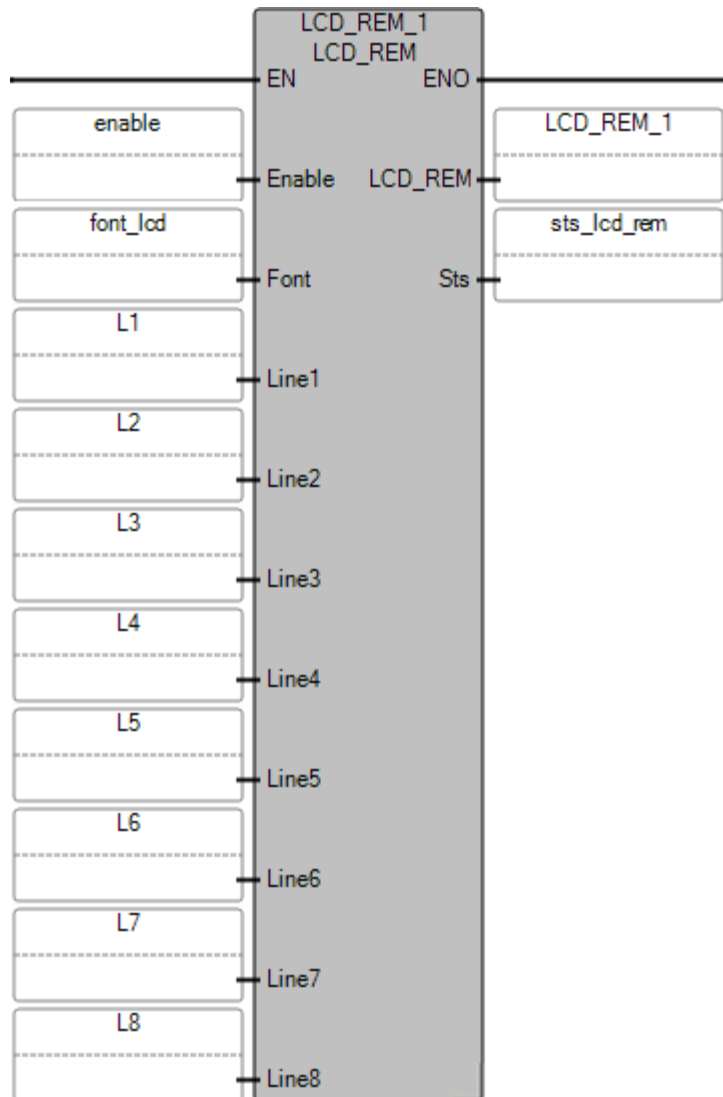 LCD_REM_1
LCD_REM
EN ENO
enable LCD_REM_1
Enable LCD_REM
font_lcd sts_lcd_rem
Font Sts
L1
Line1
L2
Line2
L3
Line3
L4
Line4
L5
Line5
L6
Line6
L7
Line7
L8
Line8